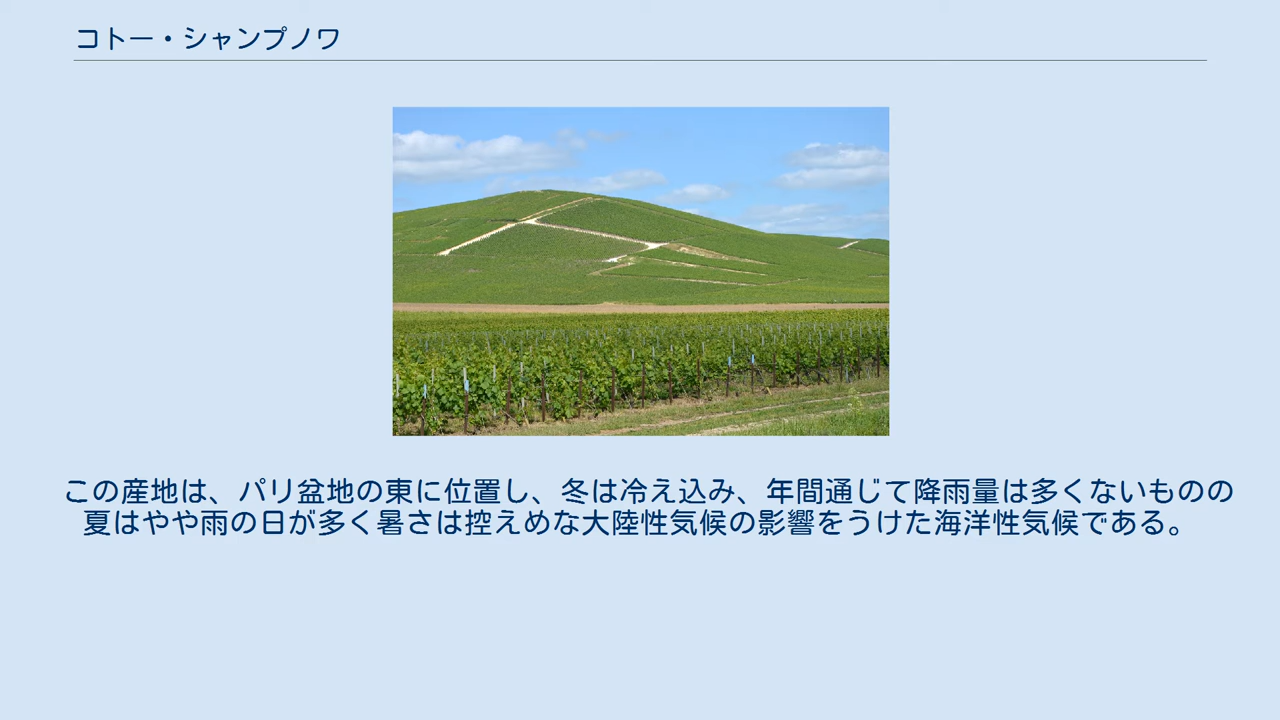 コトー・シャンプノワ
この産地は、パリ盆地の東に位置し、冬は冷え込み、年間通じて降雨量は多くないものの
夏はやや雨の日が多く暑さは控えめな大陸性気候の影響をうけた海洋性気候である。